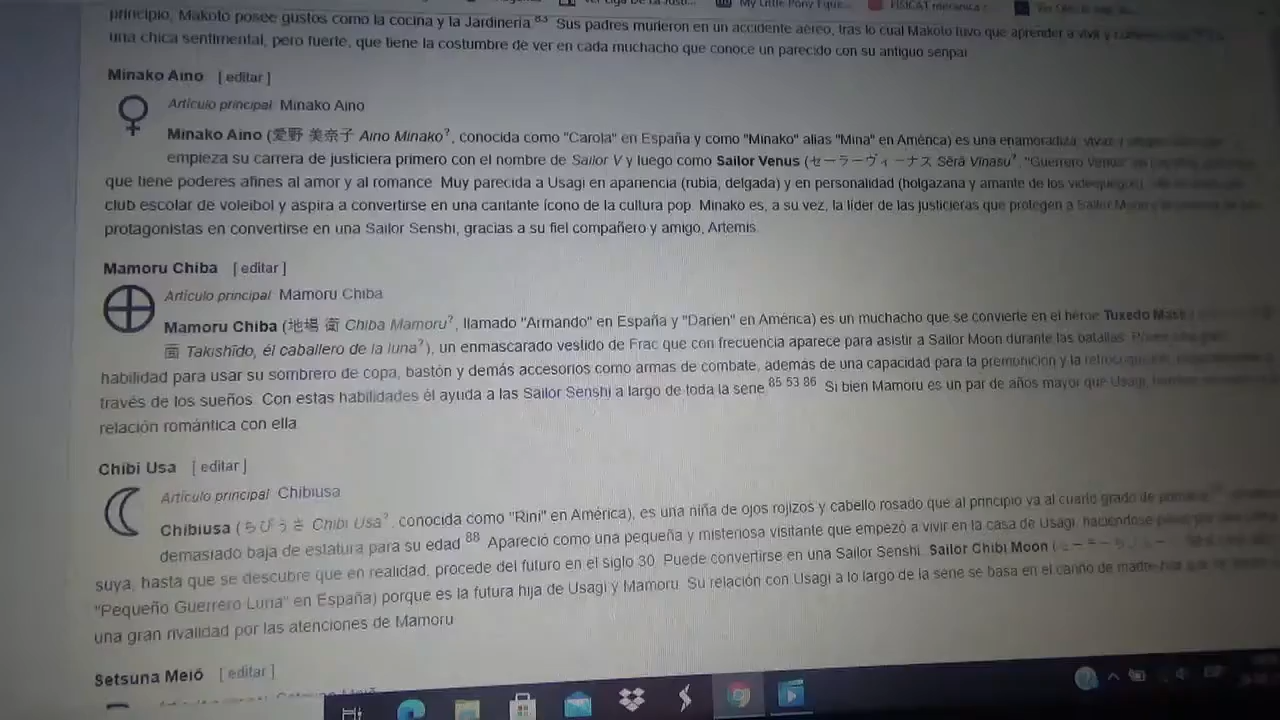 My Little Pony Eque...
principio, Makoto posee gustos como la cocina y la Jardinería 83 Sus padres murieron en un accidente aéreo, tras lo cual Makoto tuvo que aprender a vivir y
una chica sentimental, pero fuerte, que tiene la costumbre de ver en cada muchacho que conoce un parecido con su antiguo senpai
Minako Aino [ editar ]
Artículo principal: Minako Aino
Minako Aino (愛野 美奈子 Aino Minako?, conocida como "Carola" en España y como "Minako" alias "Mina" en América) es una enamoradiza,
empieza su carrera de justiciera primero con el nombre de Sailor V y luego como Sailor Venus (セーラーヴィーナス Sērā Vīnasu?, "Guerrero Venus"
que tiene poderes afines al amor y al romance. Muy parecida a Usagi en apariencia (rubia, delgada) y en personalidad (holgazana y amante de los videojuegos),
club escolar de voleibol y aspira a convertirse en una cantante ícono de la cultura pop. Minako es, a su vez, la líder de las justicieras que protegen a Sailor Moon
protagonistas en convertirse en una Sailor Senshi, gracias a su fiel compañero y amigo, Artemis.
Mamoru Chiba [ editar ]
Artículo principal: Mamoru Chiba
Mamoru Chiba (地場 衛 Chiba Mamoru?, llamado "Armando" en España y "Darien" en América) es un muchacho que se convierte en el héroe Tuxedo Mask
面 Takishīdo, él caballero de la luna?), un enmascarado vestido de Frac que con frecuencia aparece para asistir a Sailor Moon durante las batallas. Posee
habilidad para usar su sombrero de copa, bastón y demás accesorios como armas de combate, además de una capacidad para la premonición y la
través de los sueños. Con estas habilidades él ayuda a las Sailor Senshi a largo de toda la serie.85 53 86 Si bien Mamoru es un par de años mayor que Usagi,
relación romántica con ella.
Chibi Usa [ editar ]
Artículo principal: Chibiusa
Chibiusa (ちびうさ Chibi Usa?, conocida como "Rini" en América), es una niña de ojos rojizos y cabello rosado que al principio va al cuarto grado de
demasiado baja de estatura para su edad.88 Apareció como una pequeña y misteriosa visitante que empezó a vivir en la casa de Usagi, haciéndose
suya, hasta que se descubre que en realidad, procede del futuro en el siglo 30. Puede convertirse en una Sailor Senshi, Sailor Chibi Moon (
"Pequeño Guerrero Luna" en España) porque es la futura hija de Usagi y Mamoru. Su relación con Usagi a lo largo de la serie se basa en el cariño de
una gran rivalidad por las atenciones de Mamoru
Setsuna Meiō [ editar ]